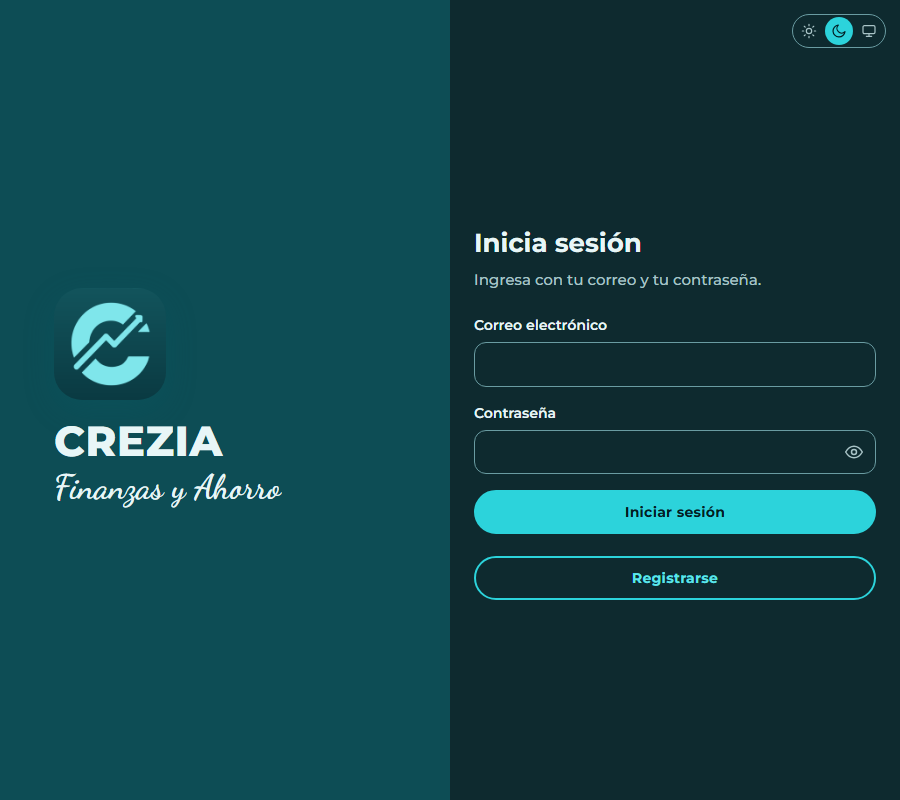 CREZIA
Finanzas y Ahorro
Inicia sesión
Ingresa con tu correo y tu contraseña.
Correo electrónico
Contraseña
Iniciar sesión
Registrarse